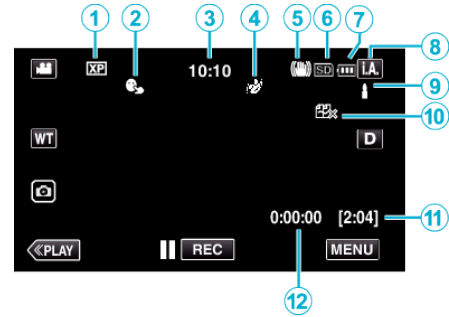 1 2 3 4 5 6 7
XP 10:10 SD i.A. 8
9
10
WT D
0:00:00 [2:04] 11
≪PLAY REC MENU
12